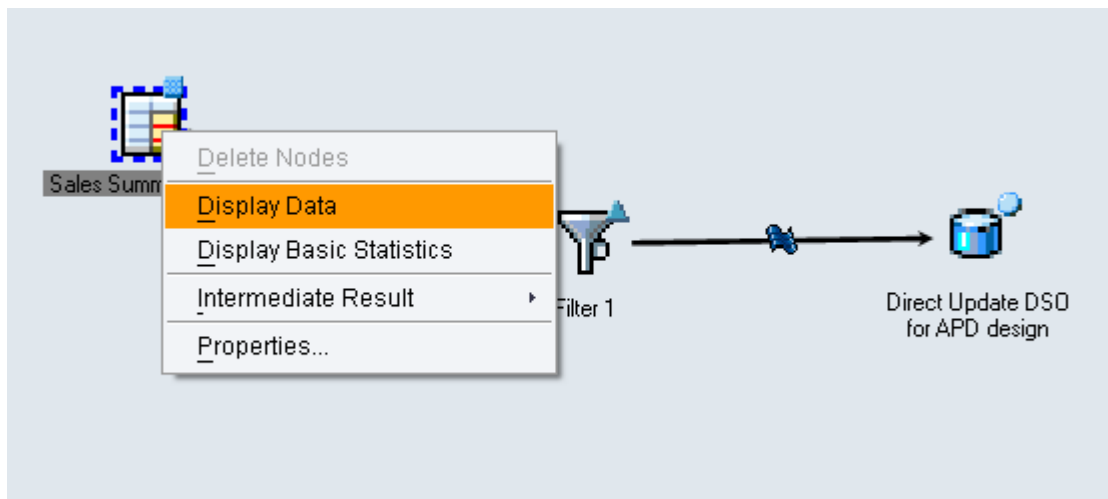 Delete Nodes
Sales Summ
Display Data
Display Basic Statistics
Intermediate Result
Filter 1
Properties...
Direct Update DSO
for APD design